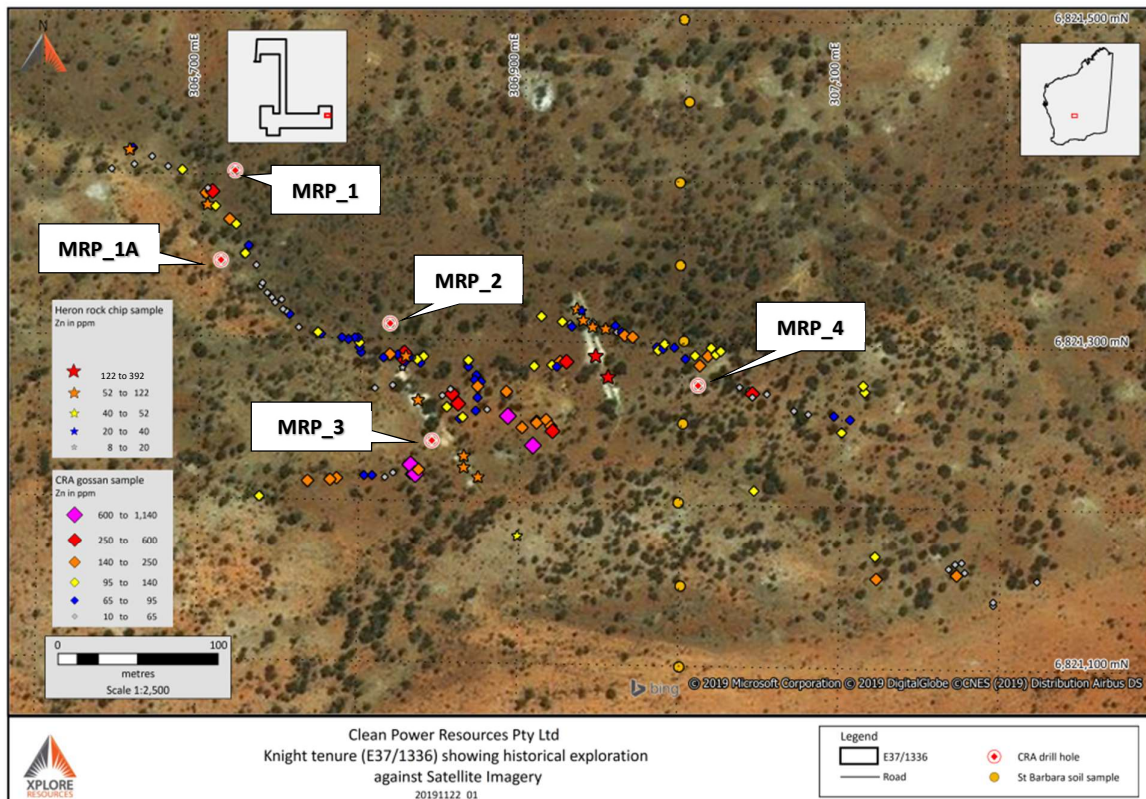 6,821,500 mN
306,700 mE
306,900 mE
307,100 mE
N
XPLORE
RESOURCES
MRP_1
MRP_1A
MRP_2
6,821,300 mN
MRP_4
MRP_3
Heron rock chip sample
Zn in ppm
122 to 392
52 to 122
40 to 52
20 to 40
8 to 20
CRA gossan sample
Zn in ppm
600 to 1,140
250 to 600
140 to 250
95 to 140
65 to 95
10 to 65
0 100
metres
Scale 1:2,500
6,821,100 mN
bing
© 2019 Microsoft Corporation © 2019 DigitalGlobe ©CNES (2019) Distribution Airbus DS
XPLORE
RESOURCES
Clean Power Resources Pty Ltd
Knight tenure (E37/1336) showing historical exploration
against Satellite Imagery
20191122_01
Legend
E37/1336
CRA drill hole
Road
St Barbara soil sample